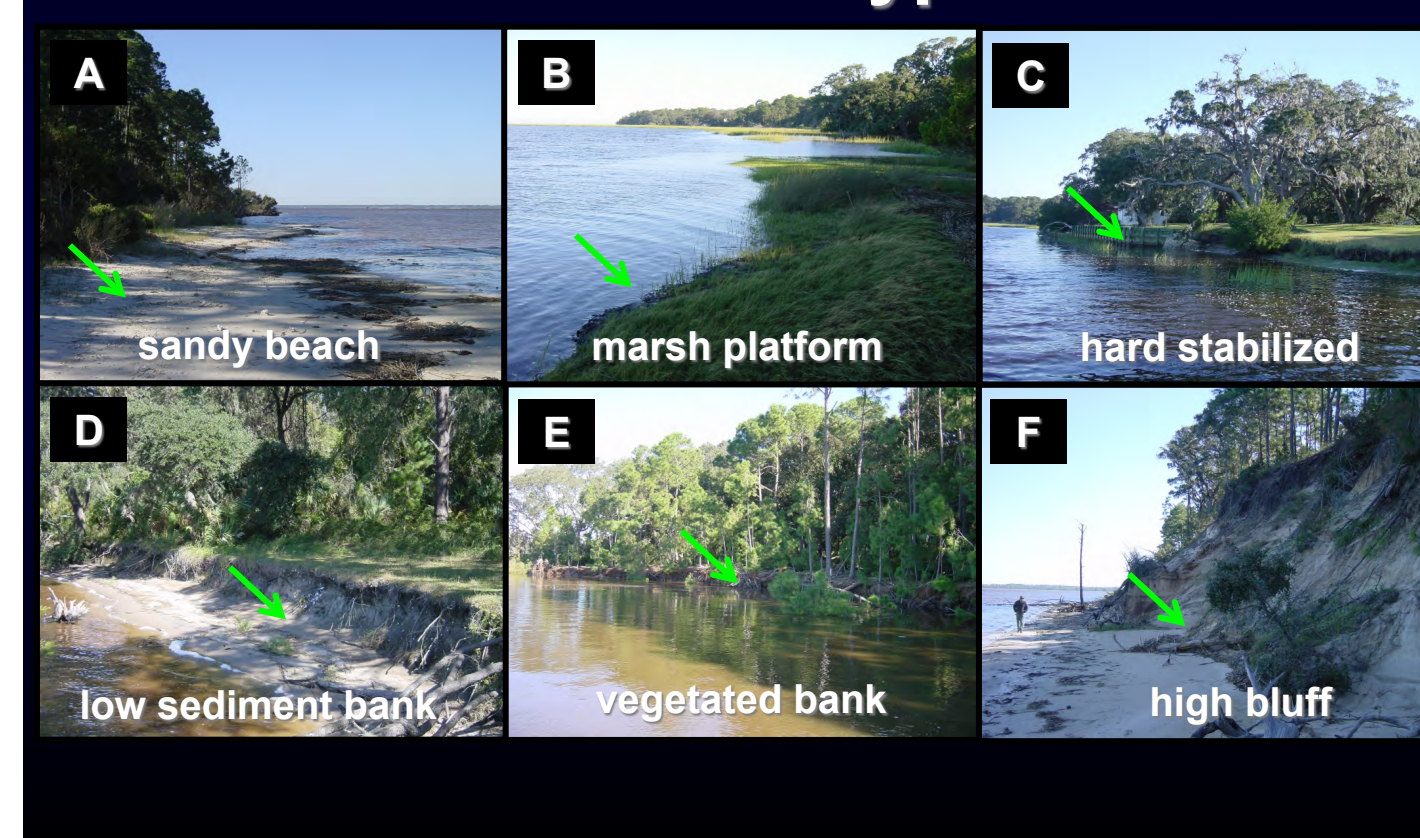 A
B
C
sandy beach
marsh platform
hard stabilized
D
E
F
low sediment bank
vegetated bank
high bluff